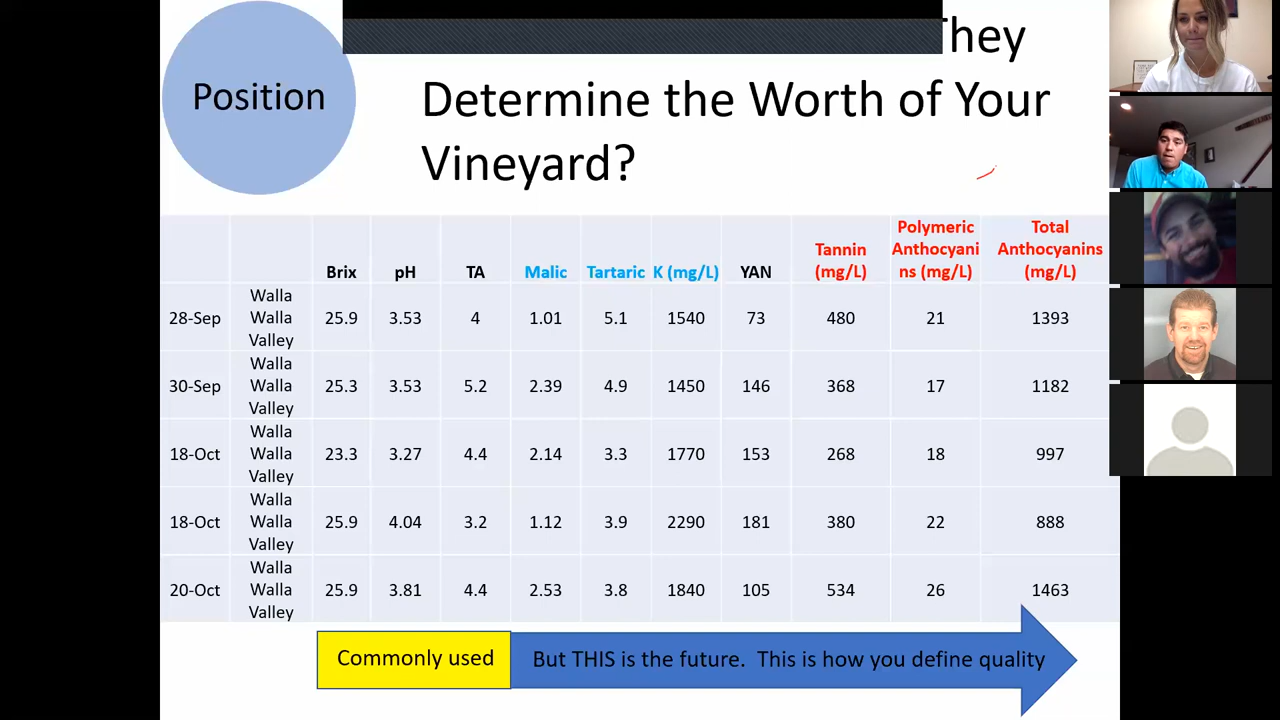 Position
They
Determine the Worth of Your
Vineyard?
Brix pH TA Malic Tartaric K (mg/L) YAN Tannin (mg/L) Polymeric Anthocyani ns (mg/L) Total Anthocyanins (mg/L)
28-Sep Walla Walla Valley 25.9 3.53 4 1.01 5.1 1540 73 480 21 1393
30-Sep Walla Walla Valley 25.3 3.53 5.2 2.39 4.9 1450 146 368 17 1182
18-Oct Walla Walla Valley 23.3 3.27 4.4 2.14 3.3 1770 153 268 18 997
18-Oct Walla Walla Valley 25.9 4.04 3.2 1.12 3.9 2290 181 380 22 888
20-Oct Walla Walla Valley 25.9 3.81 4.4 2.53 3.8 1840 105 534 26 1463
Commonly used
But THIS is the future. This is how you define quality